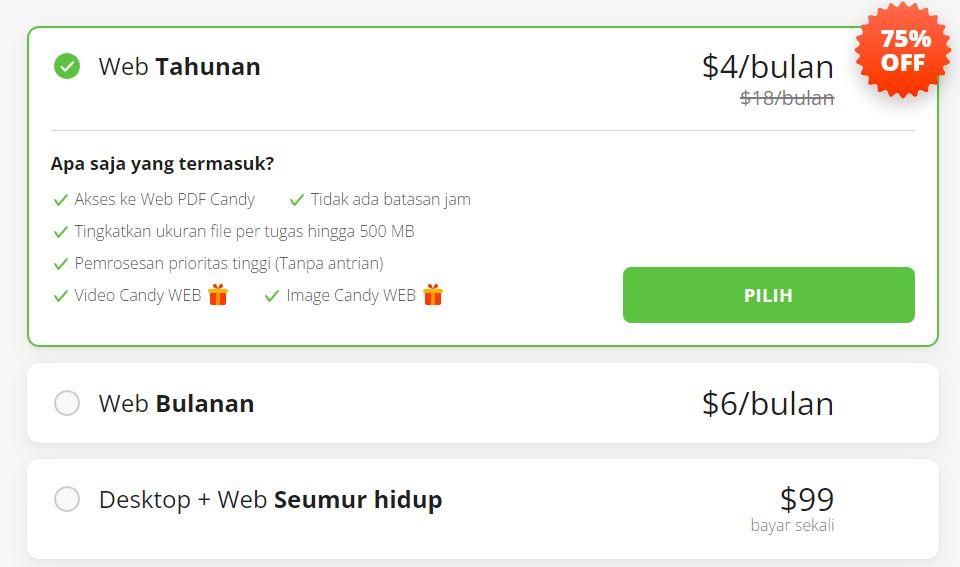 75%
OFF
Web Tahunan
$4/bulan
$18/bulan
Apa saja yang termasuk?
Akses ke Web PDF Candy
Tidak ada batasan jam
Tingkatkan ukuran file per tugas hingga 500 MB
Pemrosesan prioritas tinggi (Tanpa antrian)
Video Candy WEB
Image Candy WEB
PILIH
Web Bulanan
$6/bulan
Desktop + Web Seumur hidup
$99
bayar sekali